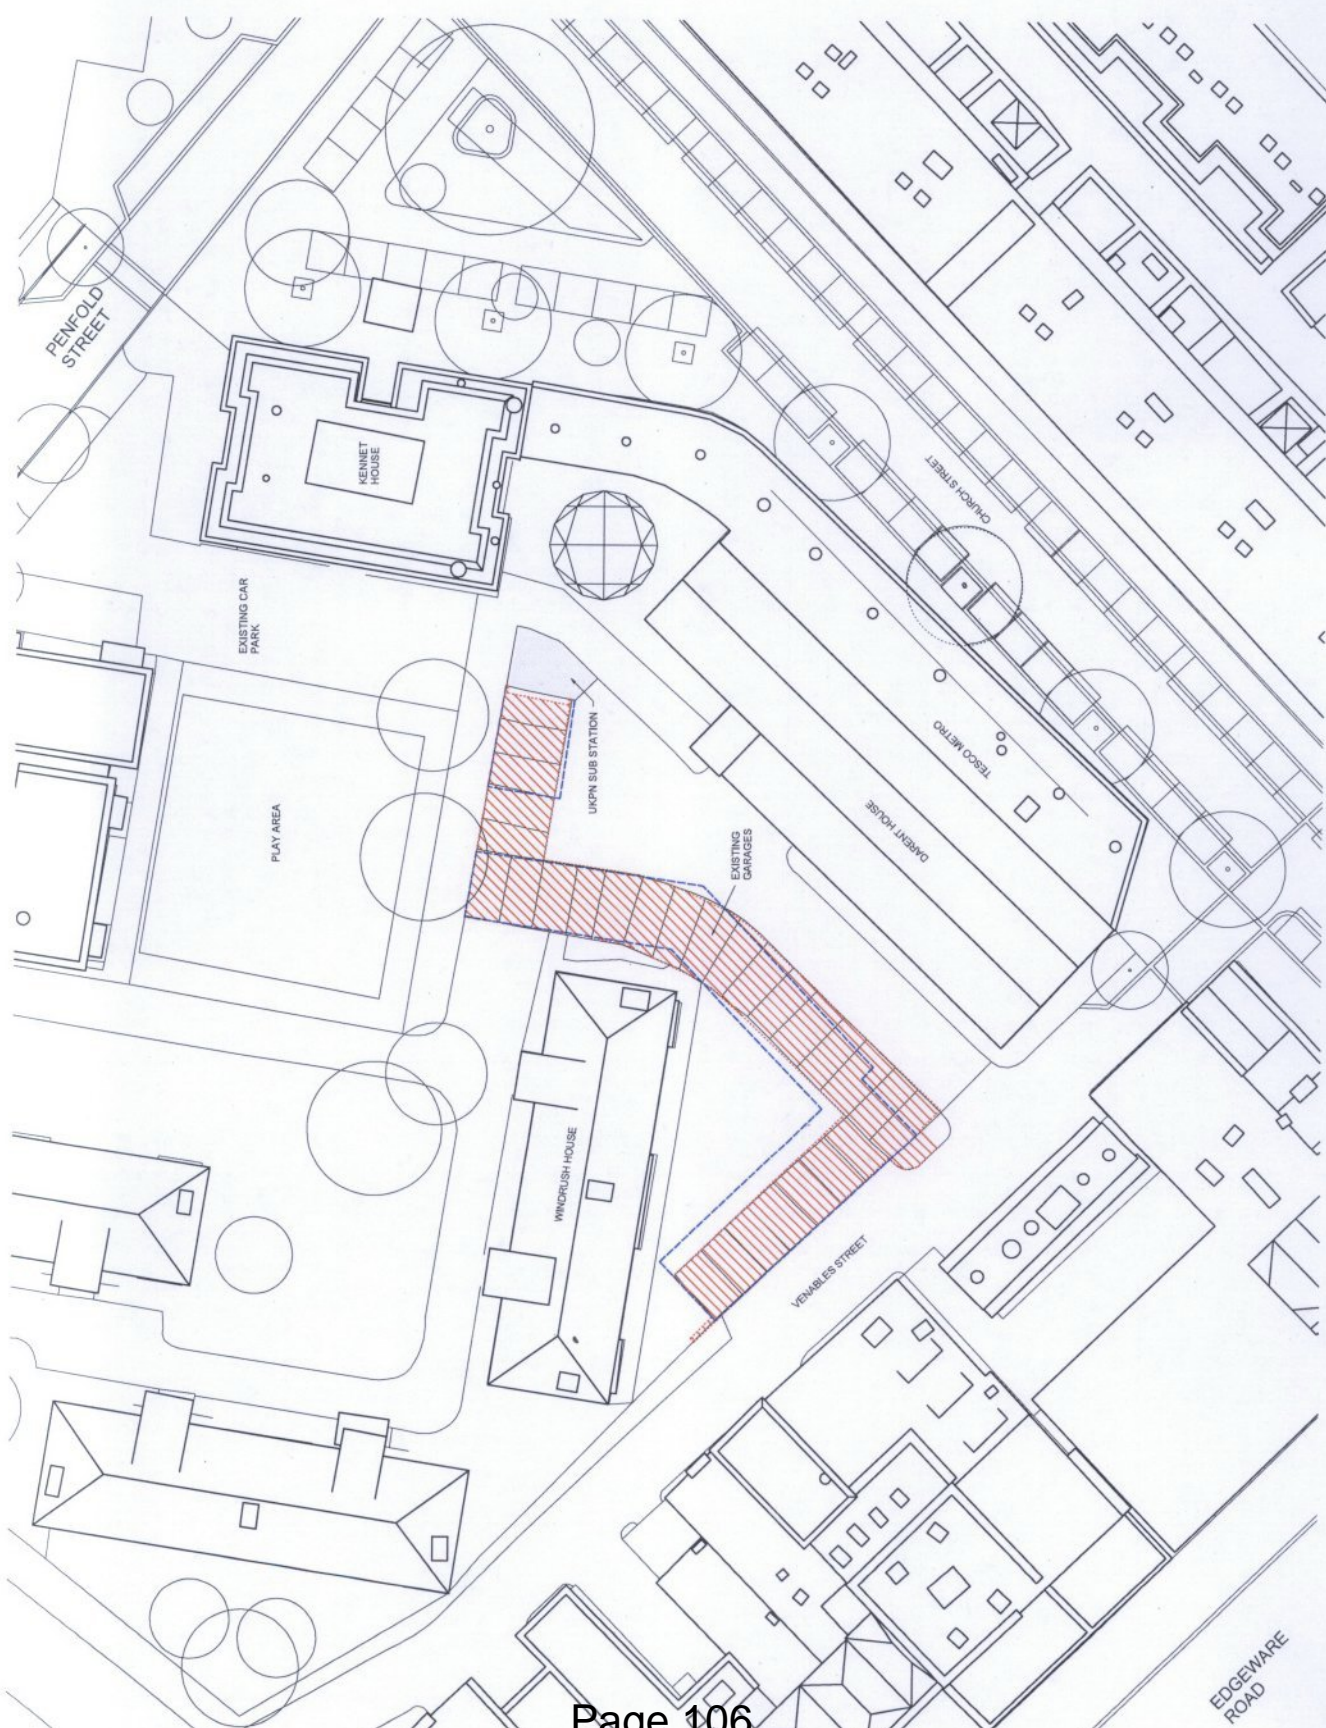 PENFOLD
STREET
KENNET
HOUSE
CHURCH STREET
EXISTING CAR
PARK
UKPN SUB STATION
TESCO METRO
DARENT HOUSE
PLAY AREA
EXISTING
GARAGES
WINDRUSH HOUSE
VENABLES STREET
EDGEWARE
ROAD
Page 106